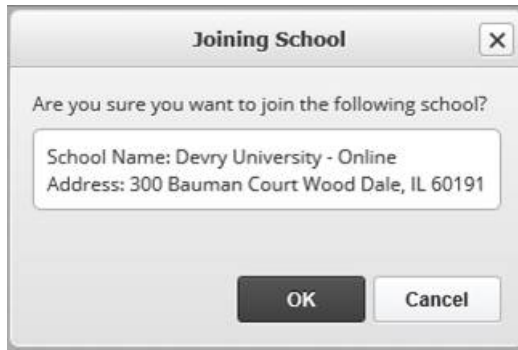 Joining School
Are you sure you want to join the following school?
School Name: Devry University - Online
Address: 300 Bauman Court Wood Dale, IL 60191
OK
Cancel